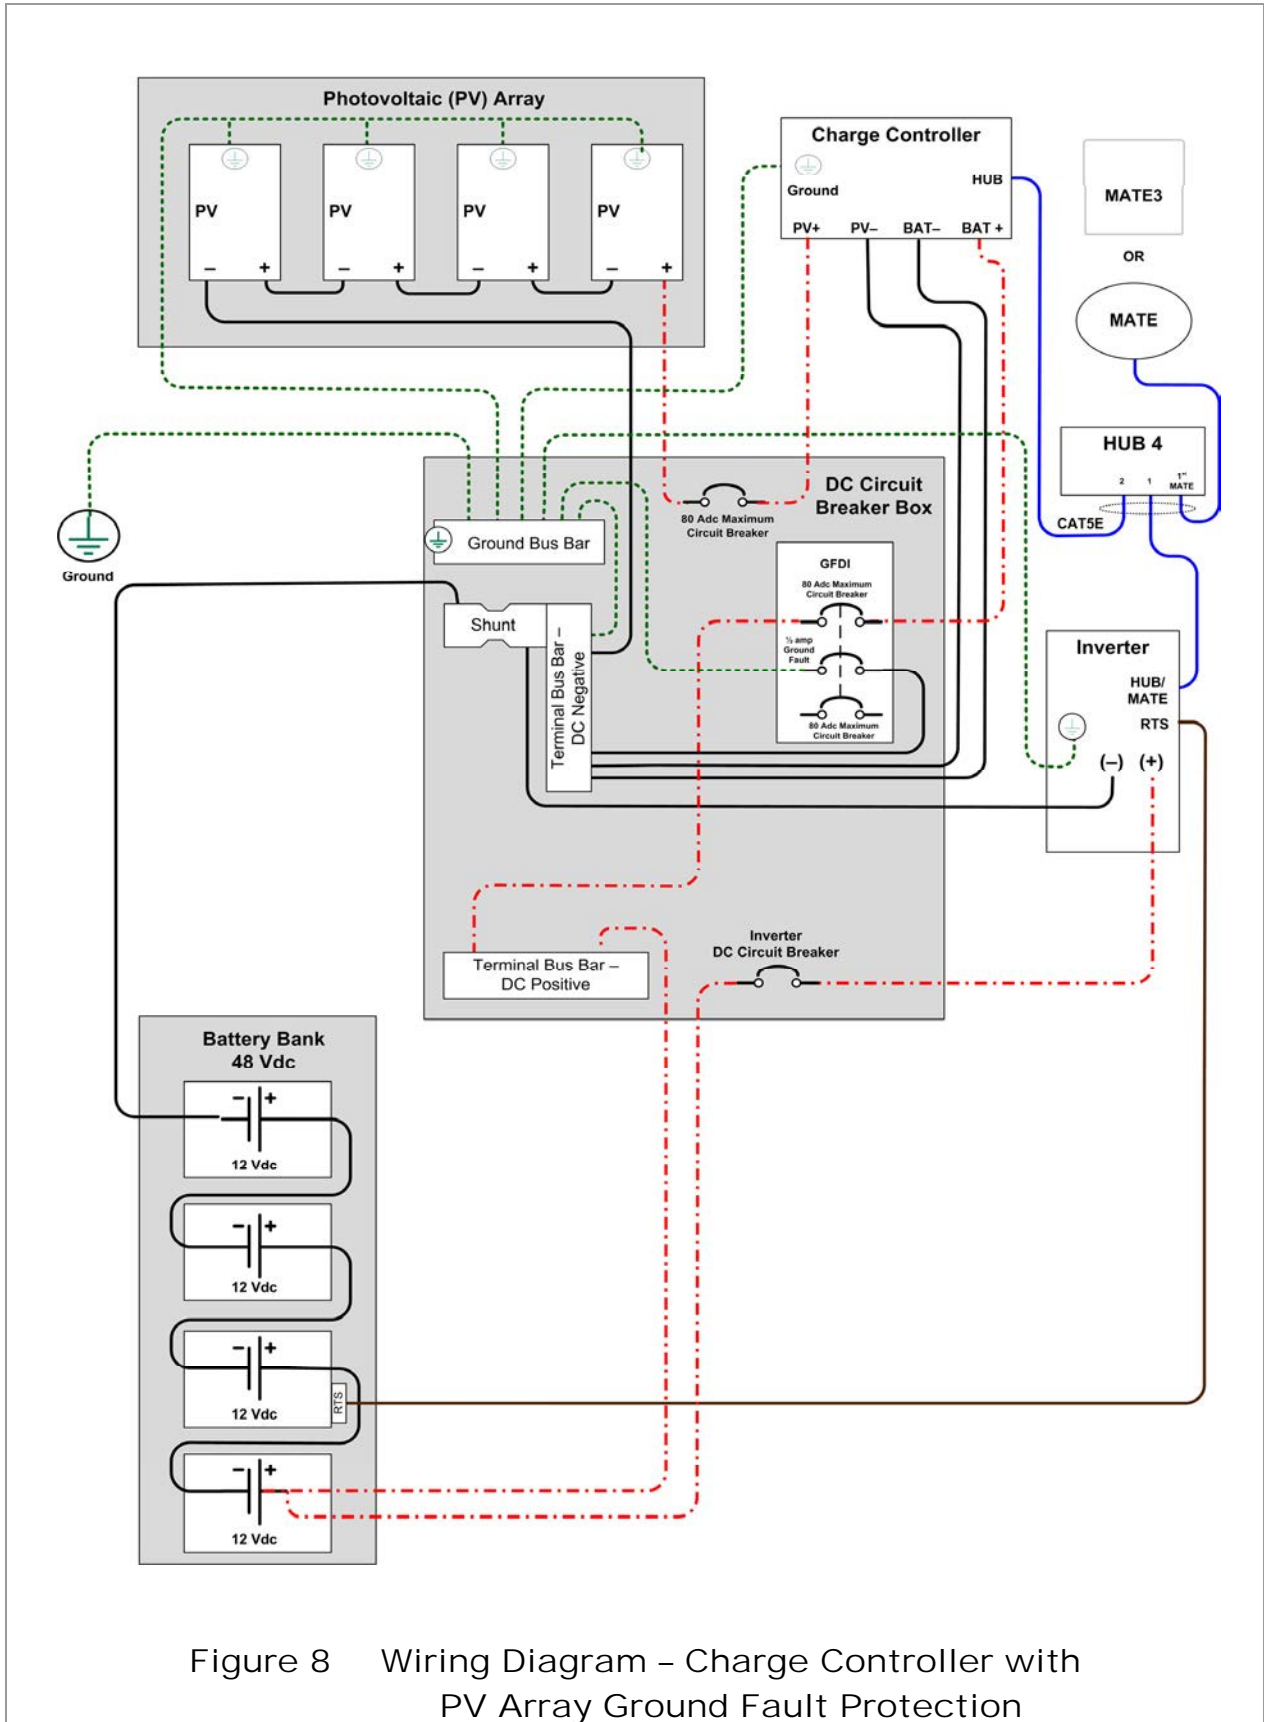 Photovoltaic (PV) Array
PV
PV
PV
PV
– +
– +
– +
– +
Charge Controller
Ground
HUB
PV+ PV– BAT– BAT +
MATE3
OR
MATE
HUB 4
2 1 1st
MATE
CAT5E
Ground
DC Circuit
Breaker Box
80 Adc Maximum
Circuit Breaker
Ground Bus Bar
Shunt
Terminal Bus Bar –
DC Negative
GFDI
80 Adc Maximum
Circuit Breaker
½ amp
Ground
Fault
80 Adc Maximum
Circuit Breaker
Inverter
HUB/
MATE
RTS
(–) (+)
Terminal Bus Bar –
DC Positive
Inverter
DC Circuit Breaker
Battery Bank
48 Vdc
– +
12 Vdc
– +
12 Vdc
– +
12 Vdc
RTS
– +
12 Vdc
Figure 8 Wiring Diagram – Charge Controller with
PV Array Ground Fault Protection